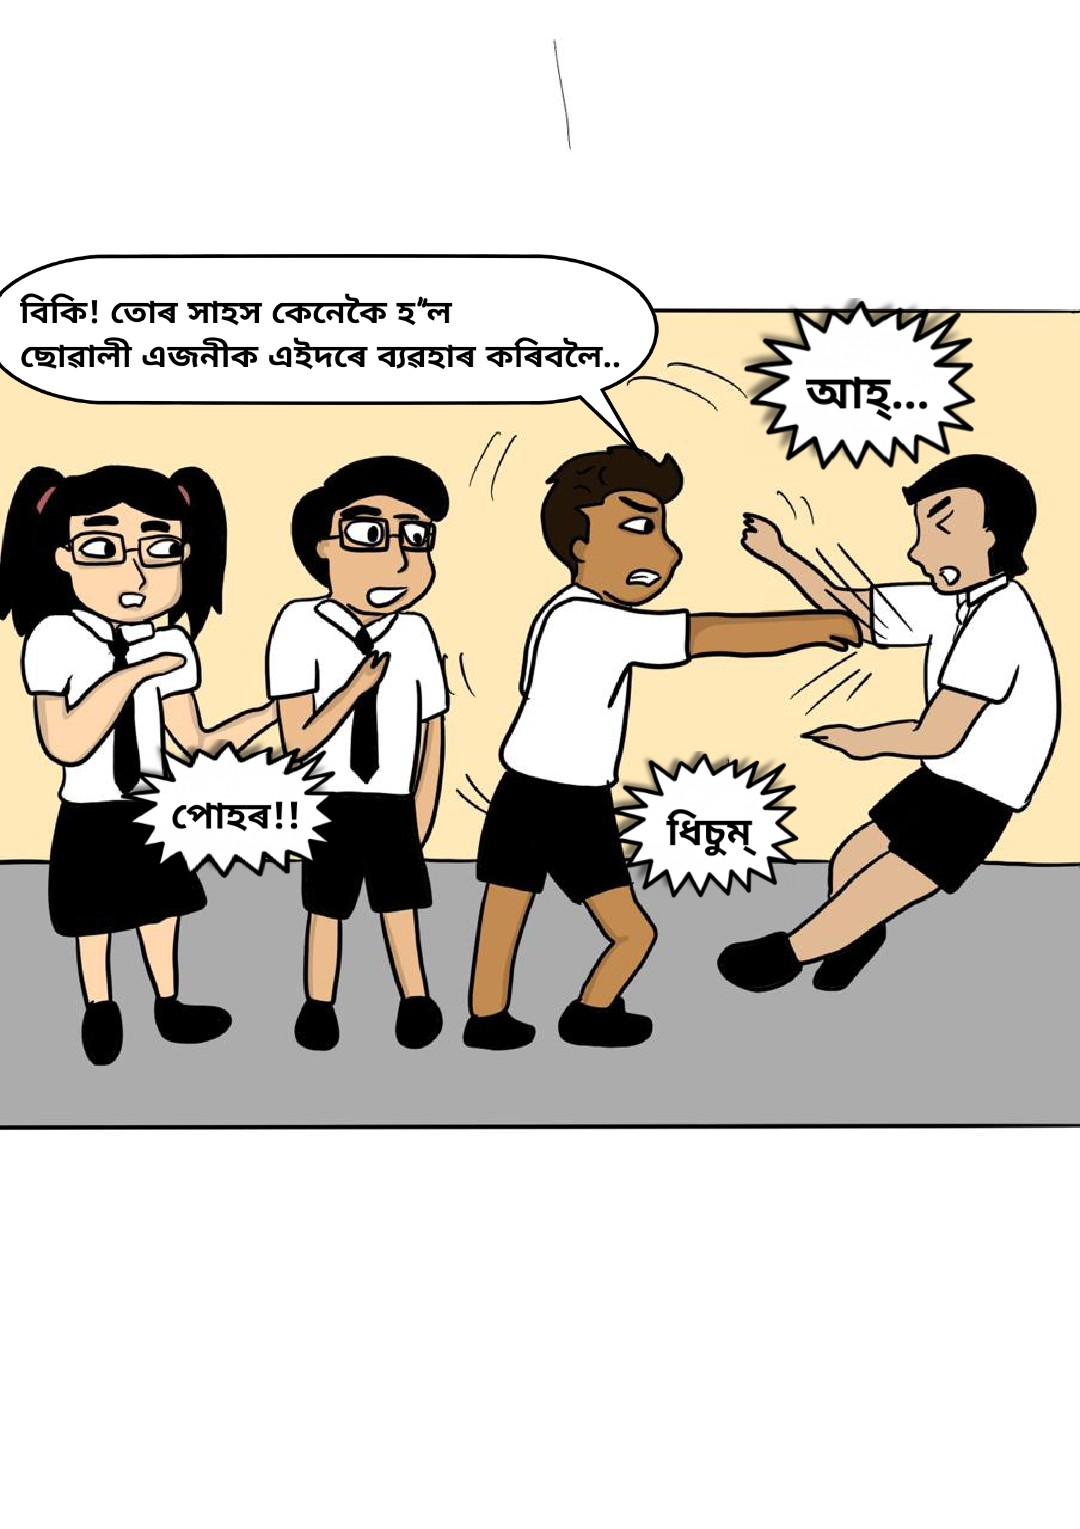 বিকি! তোৰ সাহস কেনেকৈ হ"ল
ছোৱালী এজনীক এইদৰে ব্যৱহাৰ কৰিবলৈ..
আহ্...
পোহৰ!!
ধিচুম্